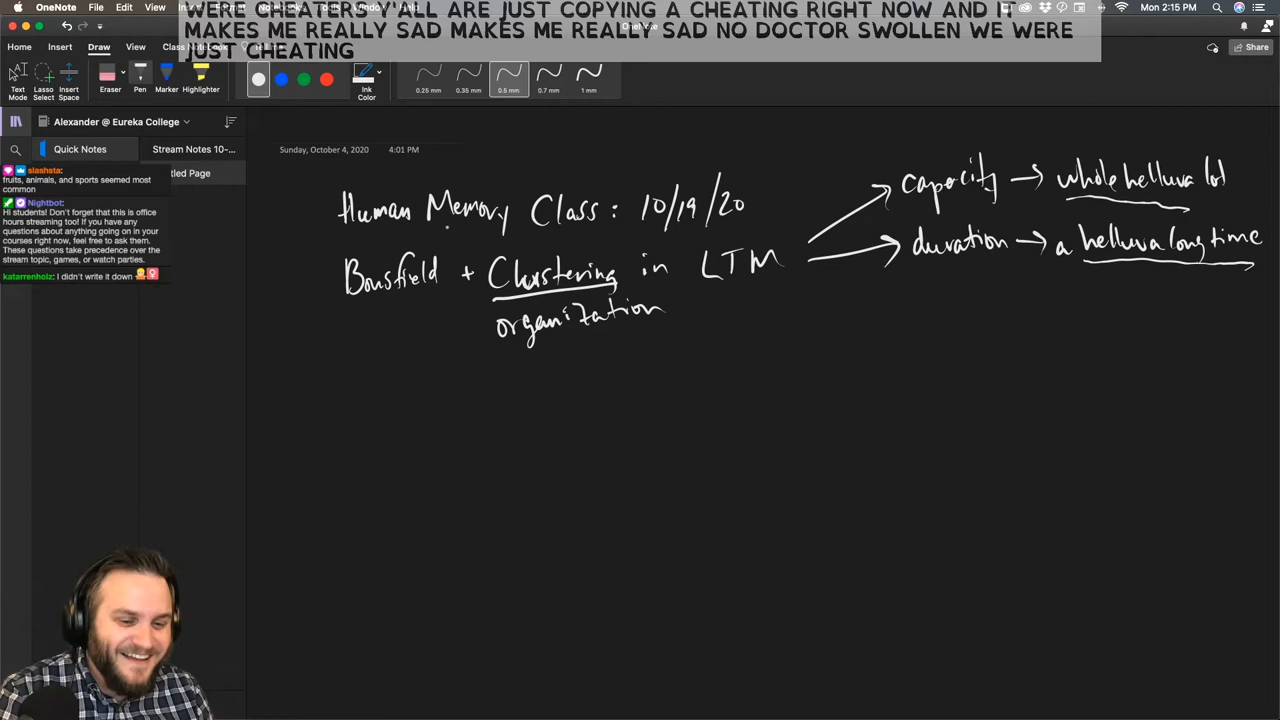 OneNote File Edit View Insert Format Notebooks Tools Window Mon 2:15 PM
WERE CHEATERS Y'ALL ARE JUST COPYING A CHEATING RIGHT NOW AND IT
MAKES ME REALLY SAD MAKES ME REALLY SAD NO DOCTOR SWOLLEN WE WERE
JUST CHEATING
Home Insert Draw View Share
Text Mode Lasso Select Insert Space Eraser Pen Marker Highlighter Ink Color 0.25 mm 0.35 mm 0.5 mm 0.7 mm 1 mm
Alexander @ Eureka College
Quick Notes Stream Notes 10-...
tled Page
slashsta:
fruits, animals, and sports seemed most
common
Nightbot:
Hi students! Don't forget that this is office
hours streaming too! If you have any
questions about anything going on in your
courses right now, feel free to ask them.
These questions take precedence over the
stream topic, games, or watch parties.
katarrenholz: I didn't write it down
Sunday, October 4, 2020 4:01 PM
Human Memory Class: 10/19/20
Bousfield + Clustering in LTM
organization
capacity → whole helluva lot
duration → a helluva long time